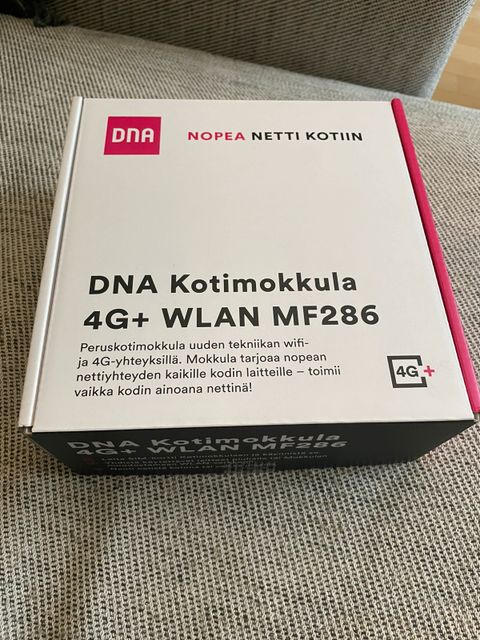 DNA
NOPEA NETTI KOTIIN
DNA Kotimokkula
4G+ WLAN MF286
Peruskotimokkula uuden tekniikan wifi-
ja 4G-yhteyksillä. Mokkula tarjoaa nopean
nettiyhteyden kaikille kodin laitteille – toimii
vaikka kodin ainoana nettinä!
4G+
DNA Kotimokkula
4G+ WLAN MF286